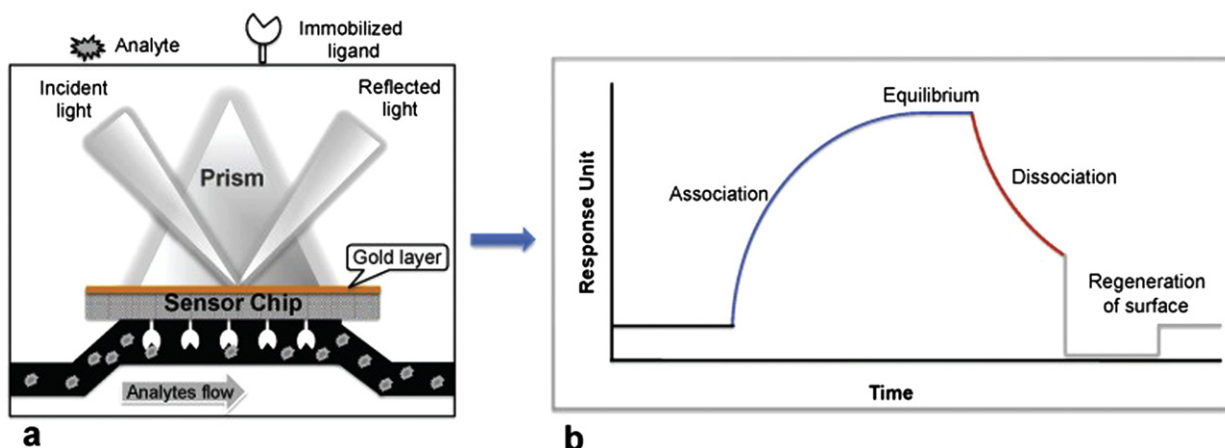 Analyte
Immobilized
ligand
Incident
light
Reflected
light
Prism
Gold layer
Sensor Chip
Analytes flow
a
Response Unit
Association
Equilibrium
Dissociation
Regeneration
of surface
Time
b